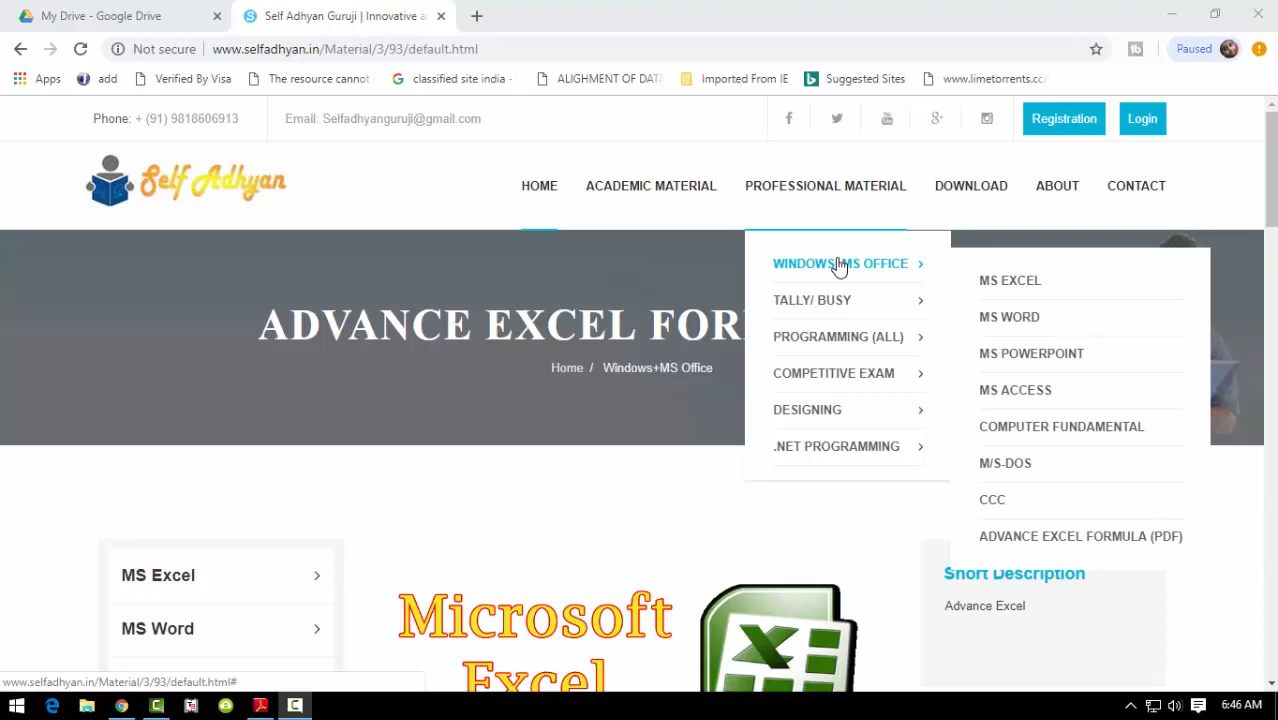 My Drive - Google Drive
Self Adhyan Guruji | Innovative a
Not secure
www.selfadhyan.in/Material/3/93/default.html
Paused
Apps
add
Verified By Visa
The resource cannot
classified site india -
ALIGHMENT OF DATA
Imported From IE
Suggested Sites
www.limetorrents.cc/
Phone: + (91) 9818606913
Email: Selfadhyanguruji@gmail.com
Registration
Login
Self Adhyan
HOME
ACADEMIC MATERIAL
PROFESSIONAL MATERIAL
DOWNLOAD
ABOUT
CONTACT
ADVANCE EXCEL FOR
Home / Windows+MS Office
WINDOWS+MS OFFICE
TALLY/ BUSY
PROGRAMMING (ALL)
COMPETITIVE EXAM
DESIGNING
.NET PROGRAMMING
MS EXCEL
MS WORD
MS POWERPOINT
MS ACCESS
COMPUTER FUNDAMENTAL
M/S-DOS
CCC
ADVANCE EXCEL FORMULA (PDF)
MS Excel
MS Word
Microsoft
Excel
Short Description
Advance Excel
www.selfadhyan.in/Material/3/93/default.html#
6:46 AM